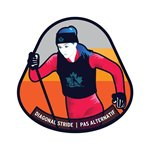 DIAGONAL STRIDE | PAS ALTERNATIF